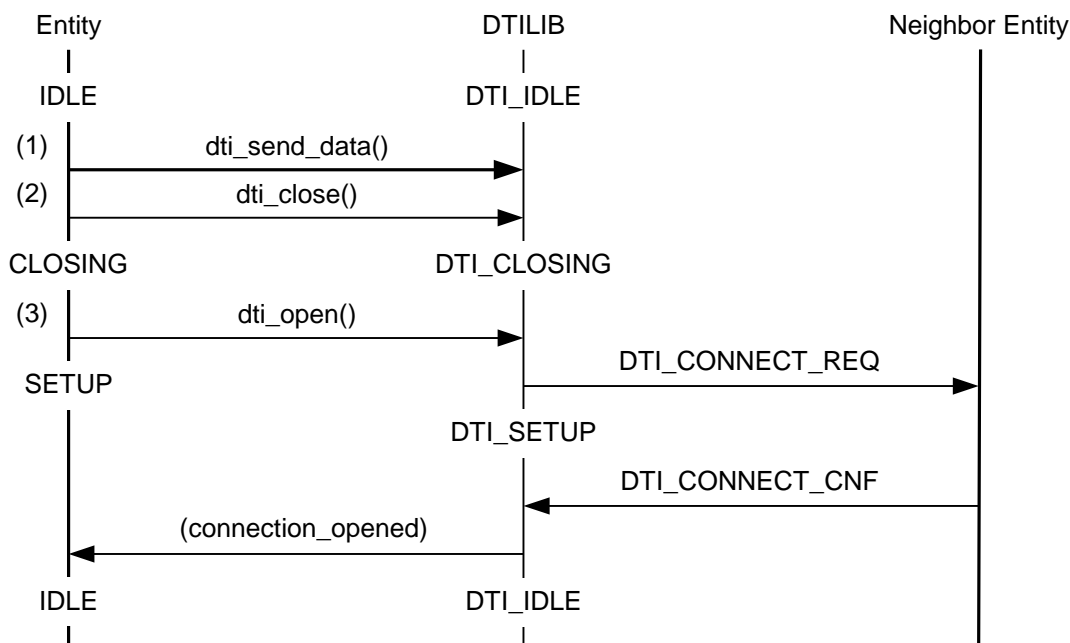 Entity DTILIB Neighbor Entity
IDLE DTI_IDLE
(1) dti_send_data()
(2) dti_close()
CLOSING DTI_CLOSING
(3) dti_open()
DTI_CONNECT_REQ
SETUP
DTI_SETUP
DTI_CONNECT_CNF
(connection_opened)
IDLE DTI_IDLE